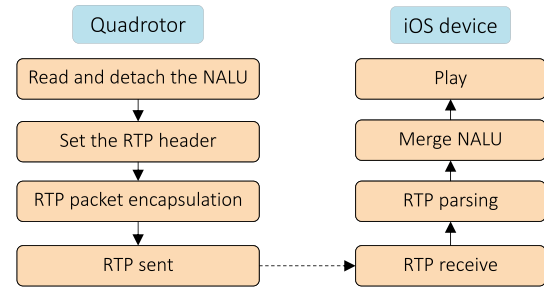 Quadrotor
Read and detach the NALU
Set the RTP header
RTP packet encapsulation
RTP sent
iOS device
Play
Merge NALU
RTP parsing
RTP receive